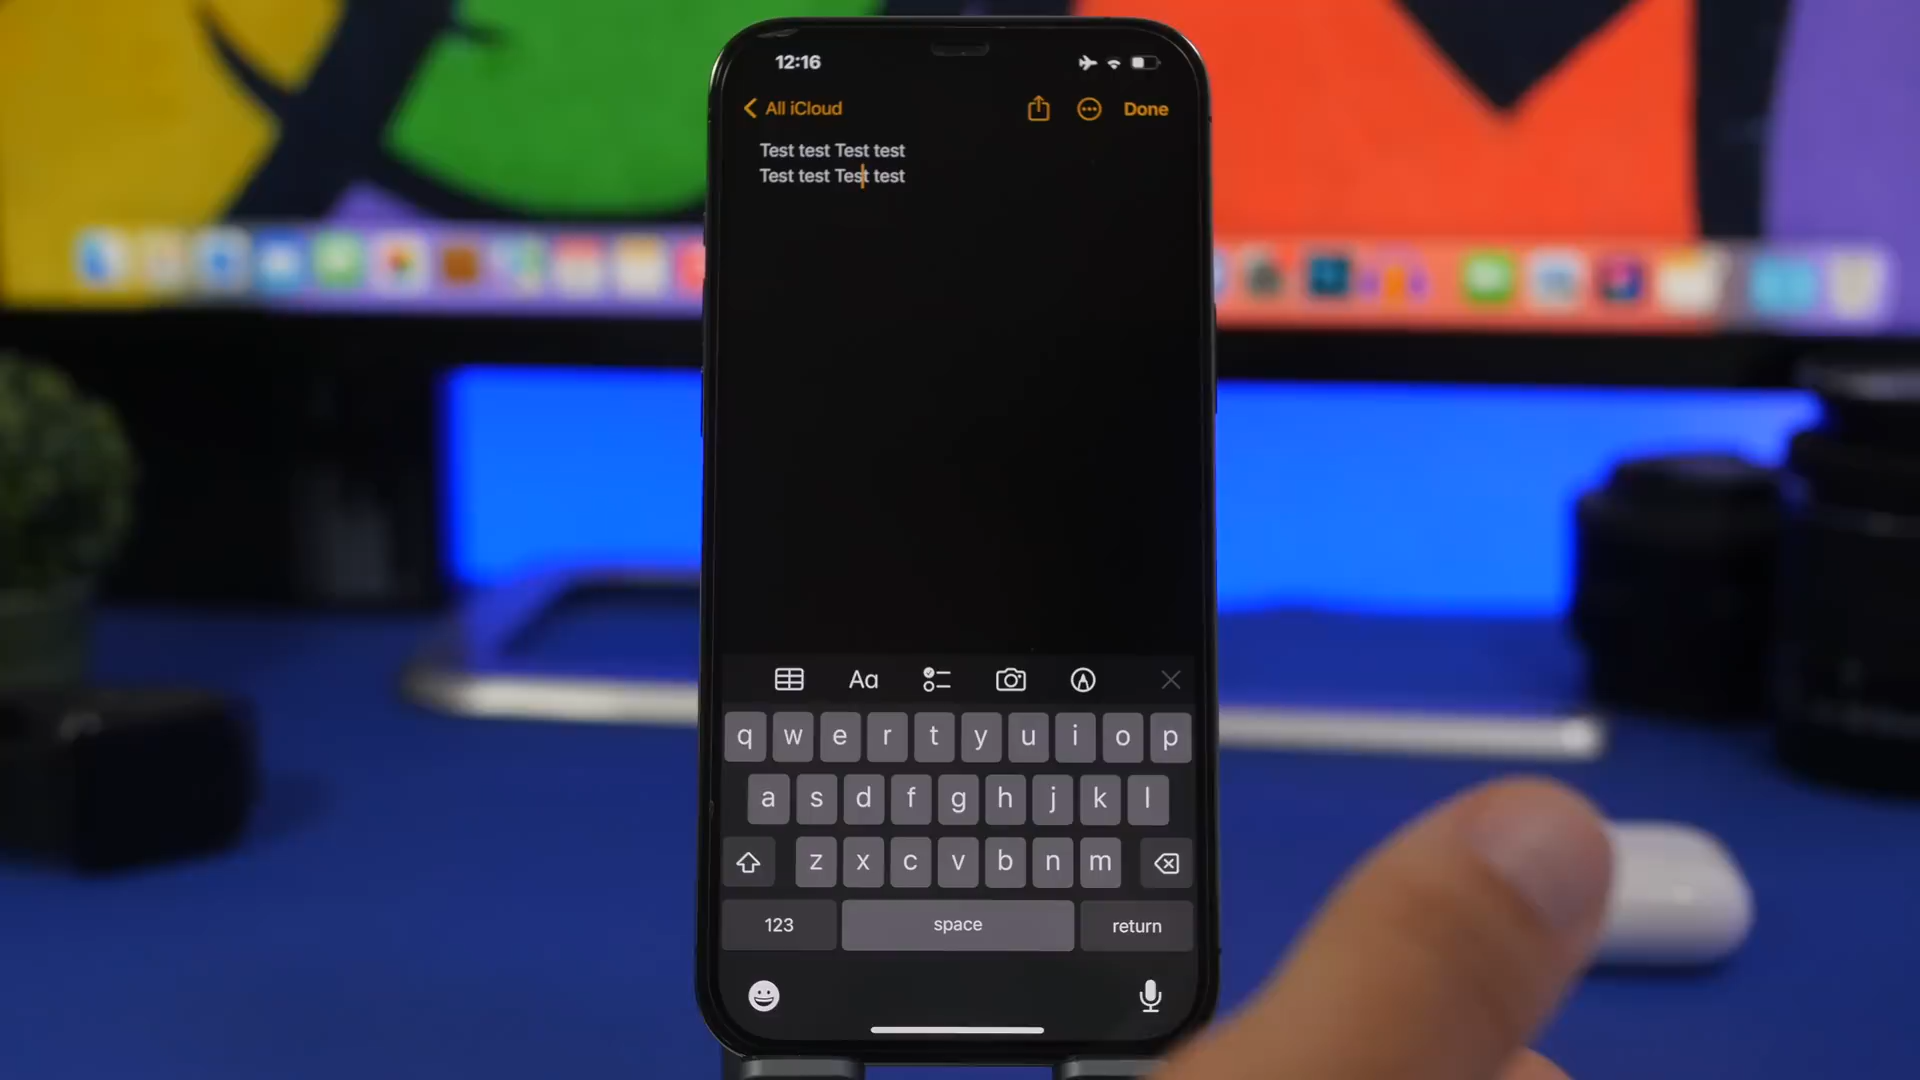 12:16
All iCloud
Done
Test test Test test
Test test Test test
Aa
q w e r t y u i o p
a s d f g h j k l
z x c v b n m
123 space return